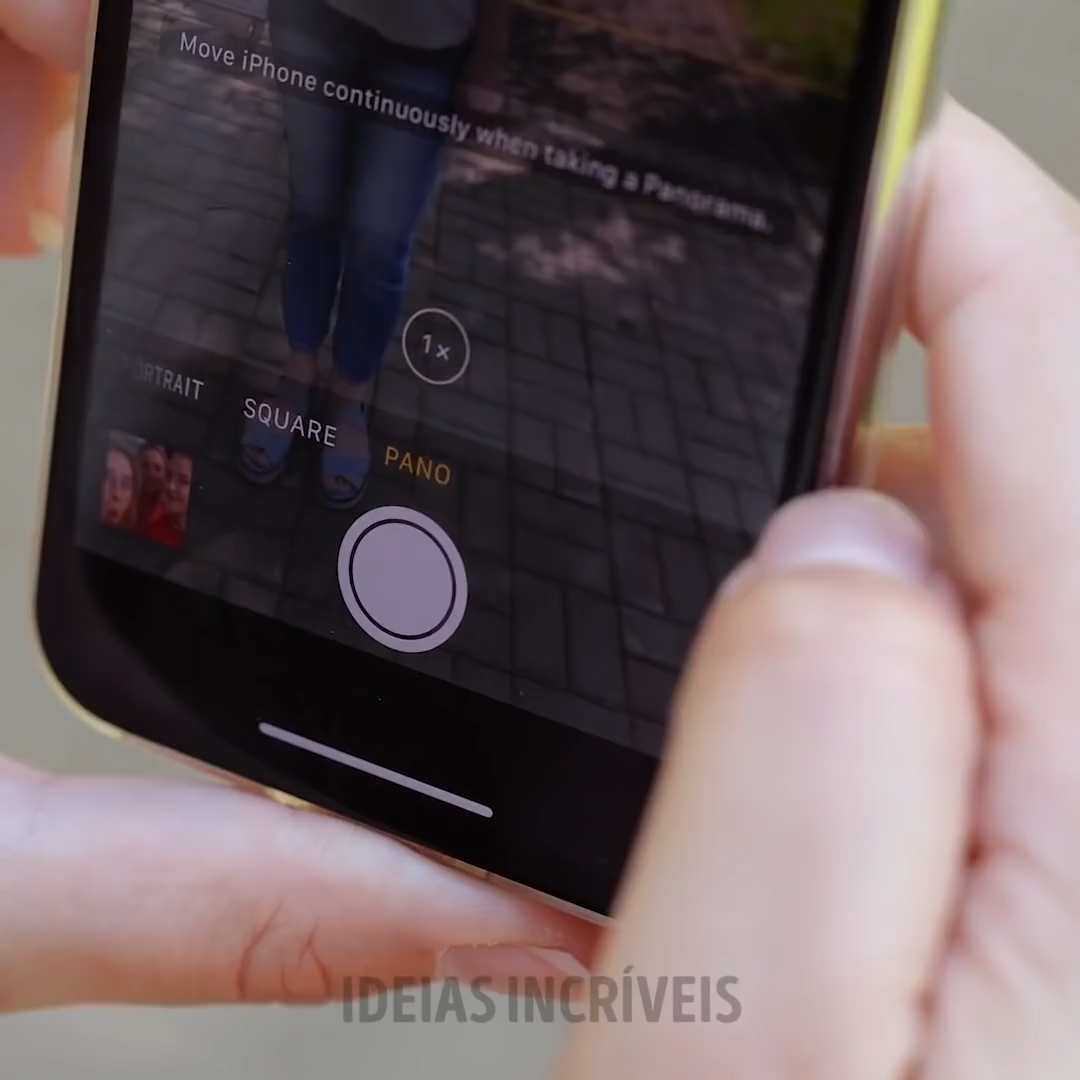 Move iPhone continuously when taking a Panorama.
1×
RTRAIT
SQUARE
PANO
IDEIAS INCRÍVEIS